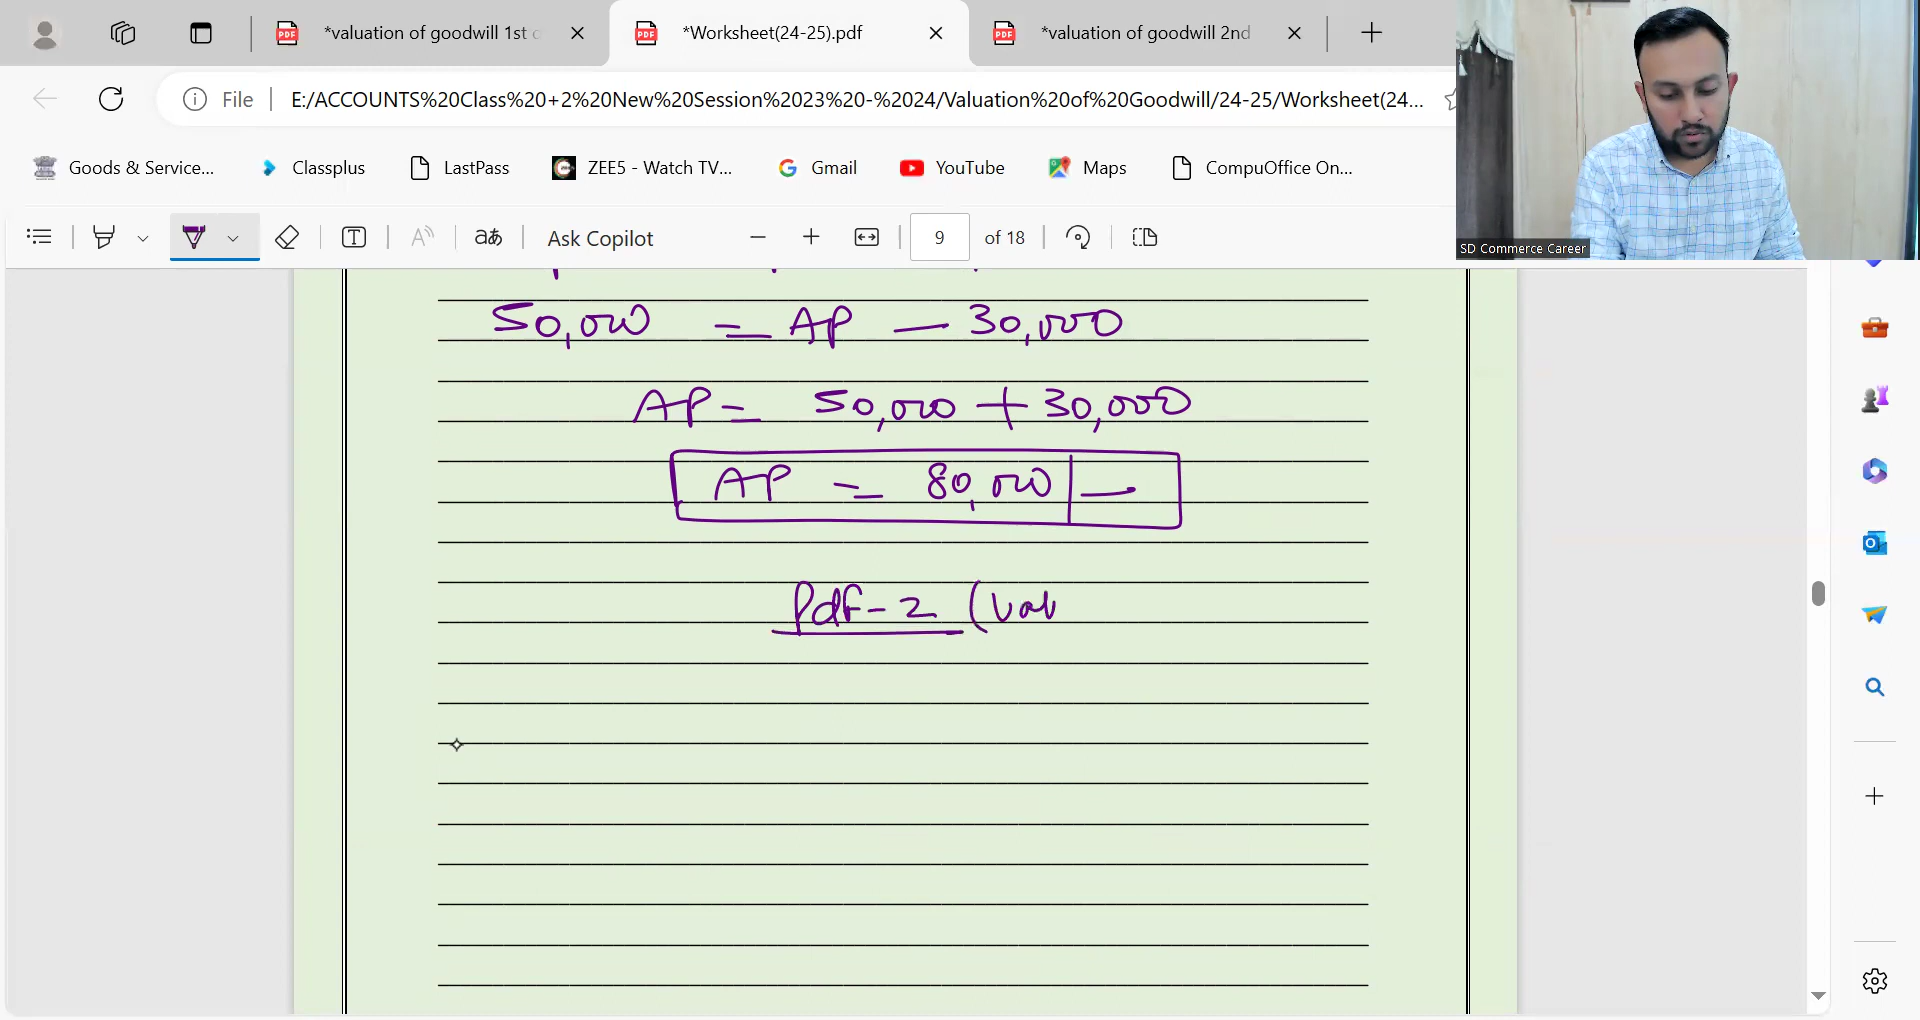 *valuation of goodwill 1st
*Worksheet(24-25).pdf
*valuation of goodwill 2nd
File
E:/ACCOUNTS%20Class%20+2%20New%20Session%2023%20-%2024/Valuation%20of%20Goodwill/24-25/Worksheet(24...
Goods & Service...
Classplus
LastPass
ZEE5 - Watch TV...
Gmail
YouTube
Maps
CompuOffice On...
Ask Copilot
9 of 18
SD Commerce Career
50,000 = AP — 30,000
AP = 50,000 + 30,000
AP = 80,000 —
Pdf-2 (Val